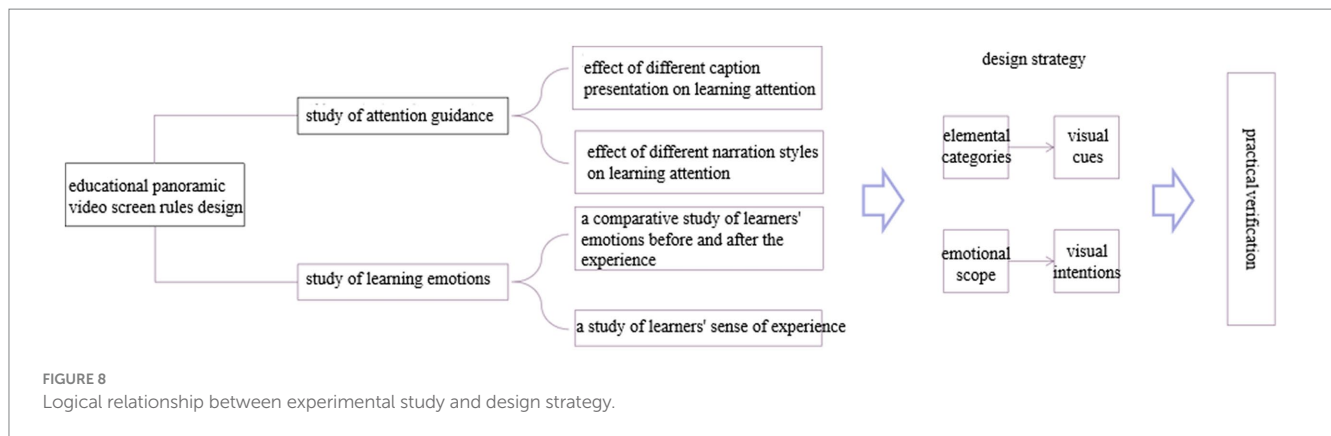 educational panoramic
video screen rules design
study of attention guidance
study of learning emotions
effect of different caption
presentation on learning attention
effect of different narration styles
on learning attention
a comparative study of learners'
emotions before and after the
experience
a study of learners' sense of experience
design strategy
elemental
categories
visual
cues
emotional
scope
visual
intentions
practical verification
FIGURE 8
Logical relationship between experimental study and design strategy.